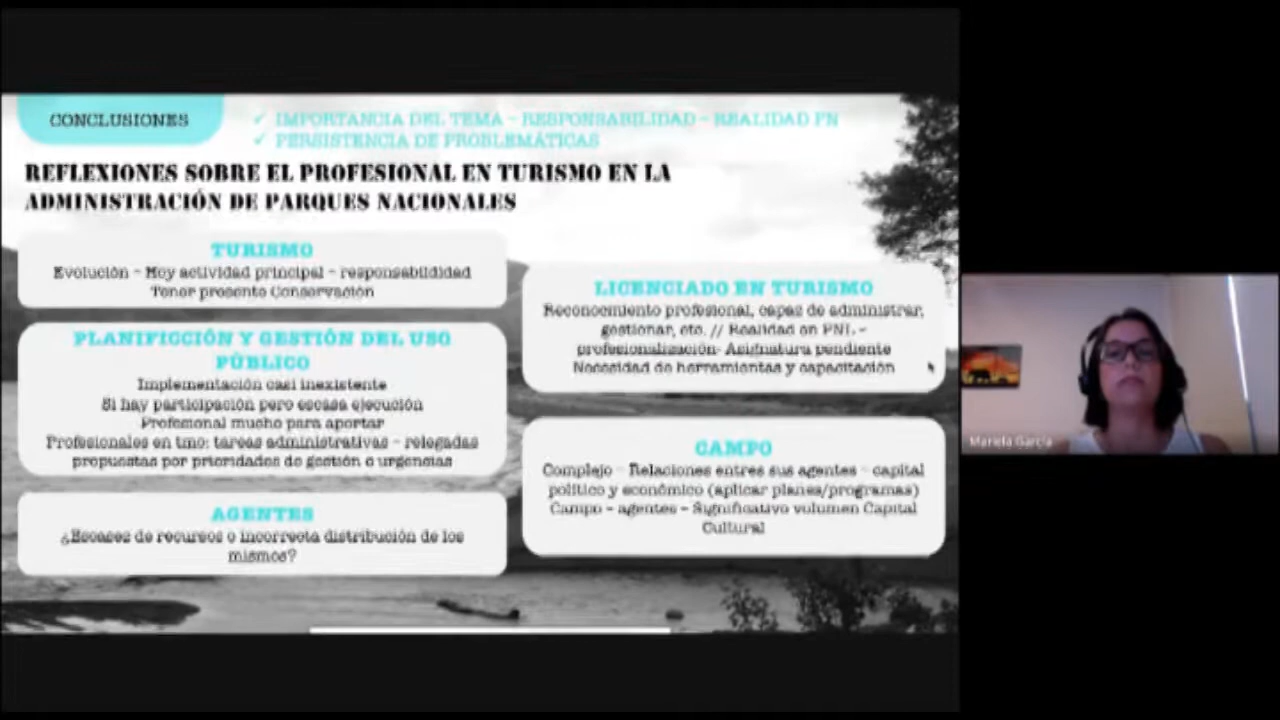 CONCLUSIONES
✓ IMPORTANCIA DEL TEMA - RESPONSABILIDAD - REALIDAD PN
✓ PERSISTENCIA DE PROBLEMÁTICAS
REFLEXIONES SOBRE EL PROFESIONAL EN TURISMO EN LA
ADMINISTRACIÓN DE PARQUES NACIONALES
TURISMO
Evolución - Hoy actividad principal - responsabildidad
Tener presente Conservación
PLANIFICCIÓN Y GESTIÓN DEL USO
PÚBLICO
Implementación casi inexistente
Si hay participación pero escasa ejecución
Profesional mucho para aportar
Profesionales en tmo: tareas administrativas - relegadas
propuestas por prioridades de gestión o urgencias
AGENTES
¿Escases de recursos o incorrecta distribución de los
mismos?
LICENCIADO EN TURISMO
Reconocimiento profesional, capaz de administrar,
gestionar, etc. // Realidad en PNL -
profesionalización- Asignatura pendiente
Necesidad de herramientas y capacitación
CAMPO
Complejo - Relaciones entres sus agentes - capital
político y económico (aplicar planes/programas)
Campo - agentes - Significativo volumen Capital
Cultural
Mariela García